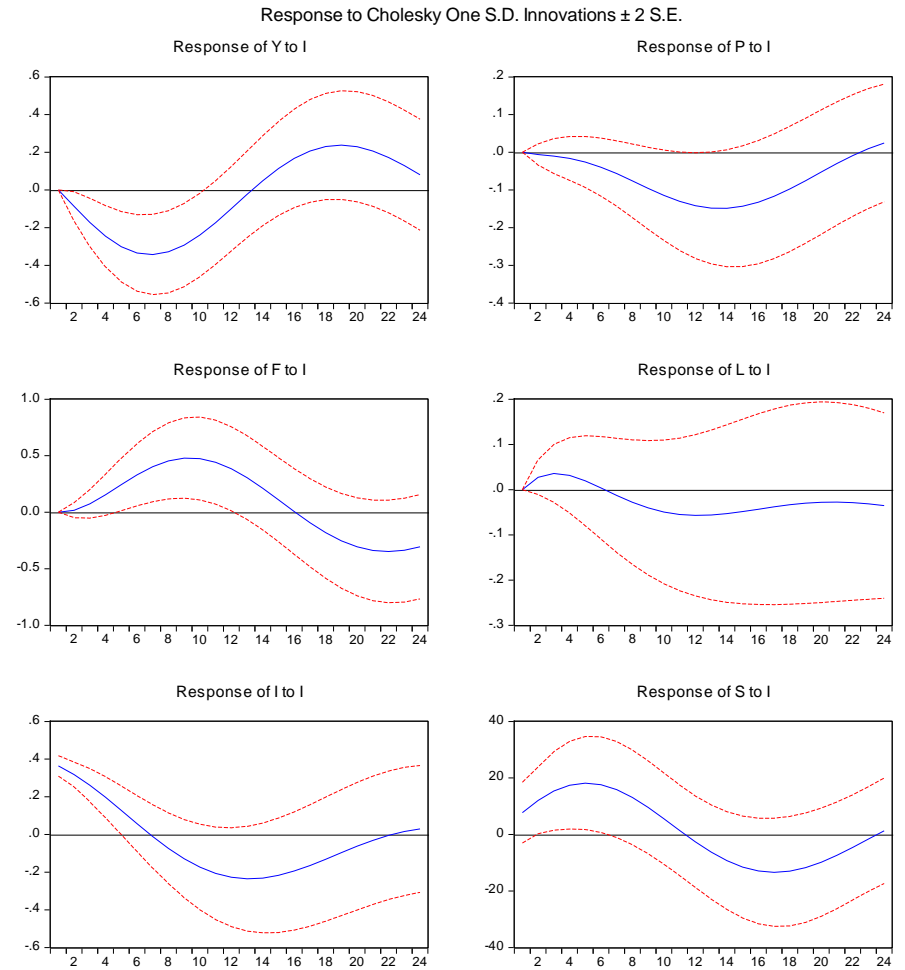 Response to Cholesky One S.D. Innovations ± 2 S.E.
Response of Y to I
.6
.4
.2
.0
-.2
-.4
-.6
2 4 6 8 10 12 14 16 18 20 22 24
Response of P to I
.2
.1
.0
-.1
-.2
-.3
-.4
2 4 6 8 10 12 14 16 18 20 22 24
Response of F to I
1.0
0.5
0.0
-0.5
-1.0
2 4 6 8 10 12 14 16 18 20 22 24
Response of L to I
.2
.1
.0
-.1
-.2
-.3
2 4 6 8 10 12 14 16 18 20 22 24
Response of I to I
.6
.4
.2
.0
-.2
-.4
-.6
2 4 6 8 10 12 14 16 18 20 22 24
Response of S to I
40
20
0
-20
-40
2 4 6 8 10 12 14 16 18 20 22 24